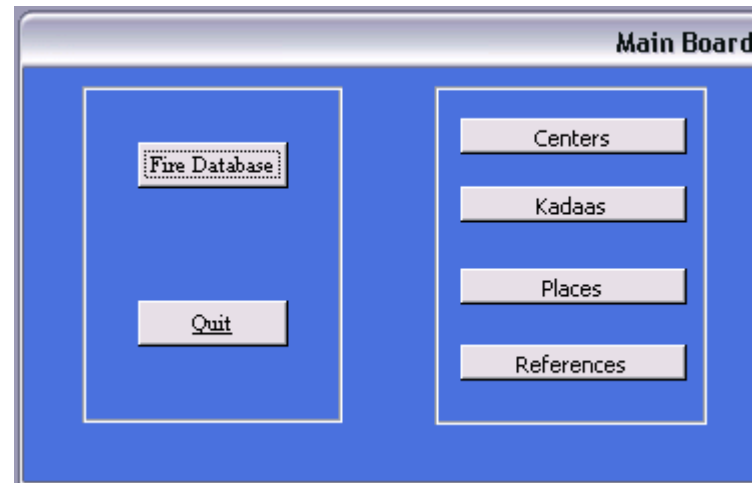 Main Board
Fire Database
Quit
Centers
Kadaas
Places
References